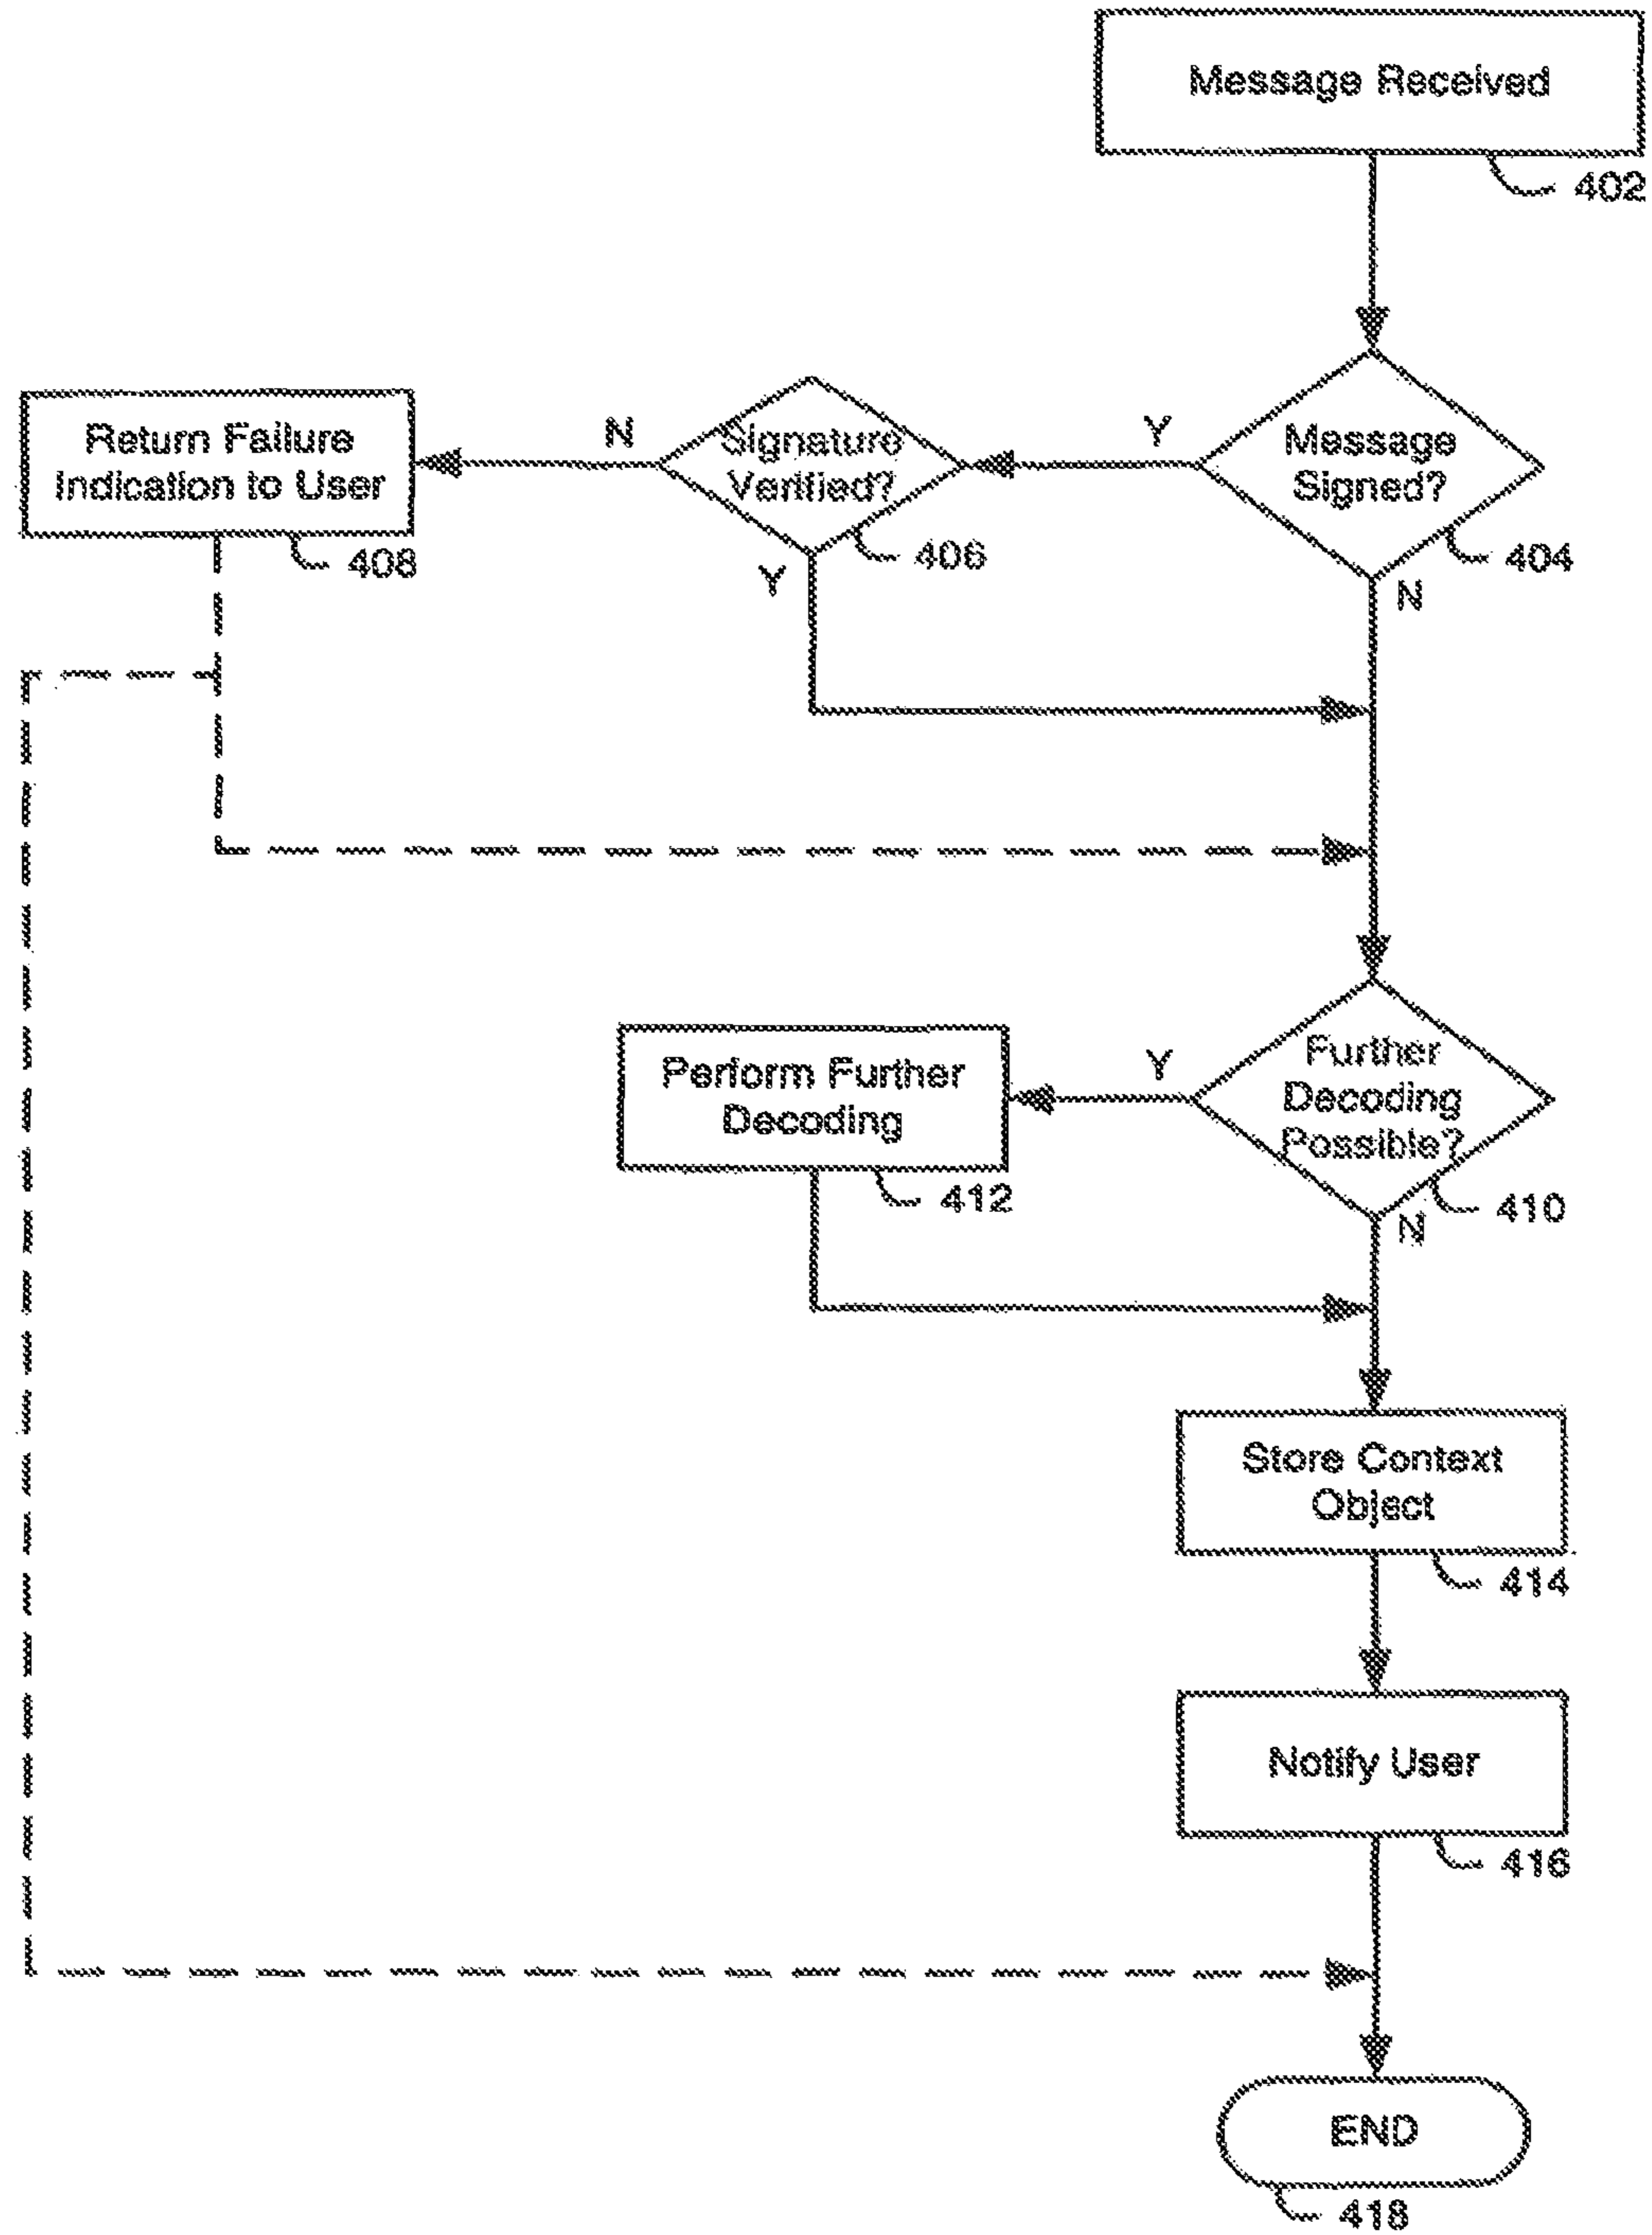 Message Received
402
Return Failure
Indication to User
408
N
Signature
Verified?
406
Y
Y
Message
Signed?
404
N
Perform Further
Decoding
412
Y
Further
Decoding
Possible?
410
N
Store Context
Object
414
Notify User
416
END
418